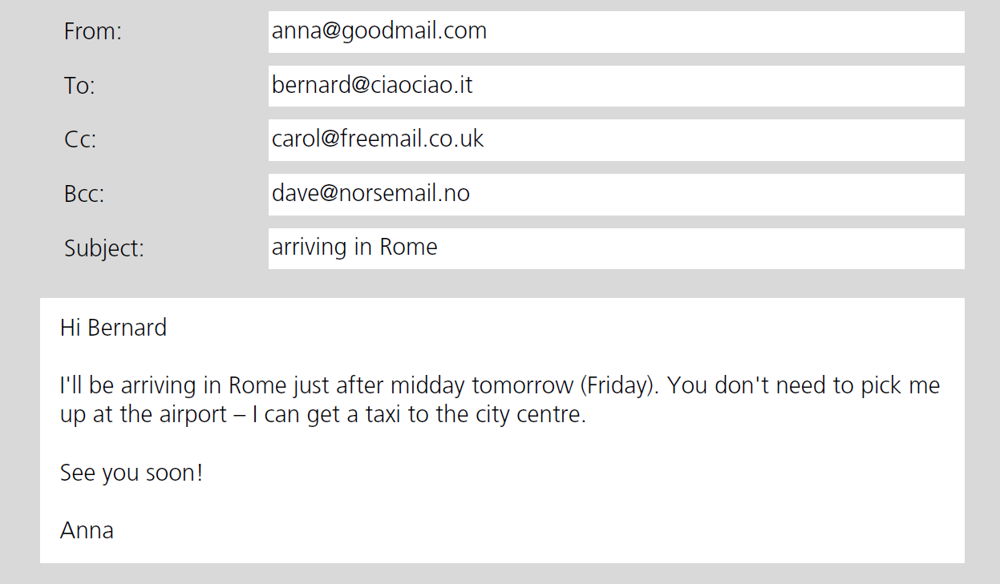 From: anna@goodmail.com
To: bernard@ciaociao.it
Cc: carol@freemail.co.uk
Bcc: dave@norsemail.no
Subject: arriving in Rome
Hi Bernard
I'll be arriving in Rome just after midday tomorrow (Friday). You don't need to pick me
up at the airport – I can get a taxi to the city centre.
See you soon!
Anna